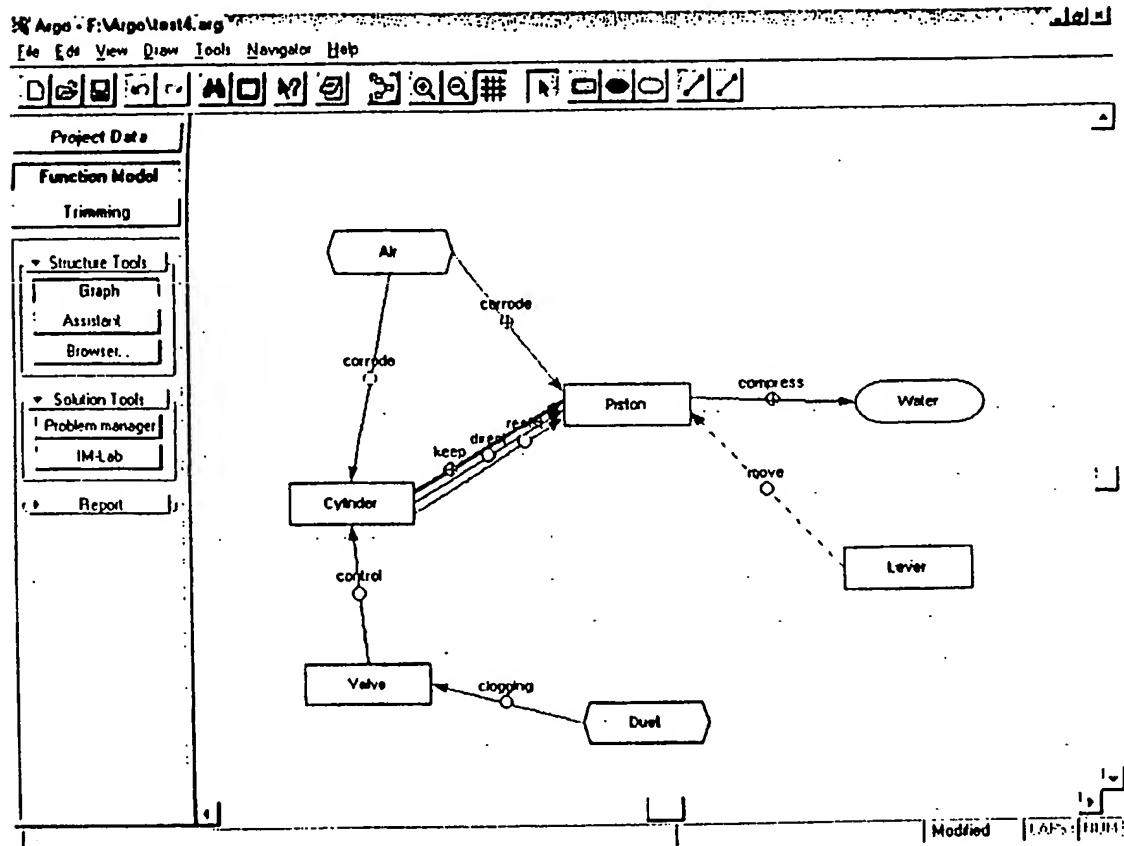 Argo - F:\Argo\test4.arg
File Edit View Draw Tools Navigator Help
Project Data
Function Model
Trimming
Structure Tools
Graph
Assistant
Browser..
Solution Tools
Problem manager
IM-Lab
Report
Air
corrode
corrode
Piston
compress
Water
keep
direct
Cylinder
move
control
Lever
Valve
clogging
Modified
NUM